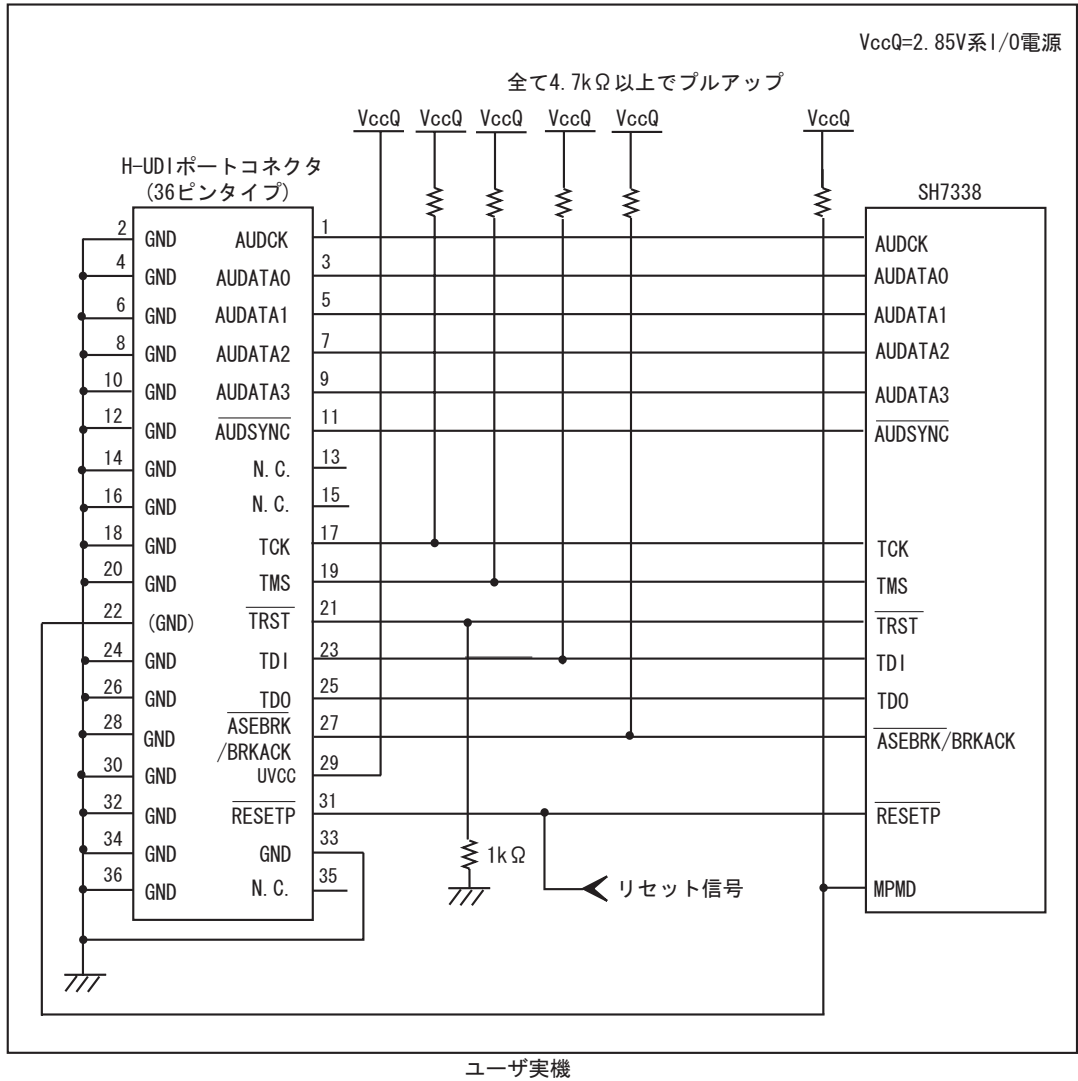 VccQ=2.85V系I/O電源
全て4.7kΩ以上でプルアップ
VccQ VccQ VccQ VccQ VccQ VccQ
H-UDIポートコネクタ
(36ピンタイプ)
SH7338
2 GND AUDCK 1 AUDCK
4 GND AUDATA0 3 AUDATA0
6 GND AUDATA1 5 AUDATA1
8 GND AUDATA2 7 AUDATA2
10 GND AUDATA3 9 AUDATA3
12 GND AUDSYNC 11 AUDSYNC
14 GND N.C. 13
16 GND N.C. 15
18 GND TCK 17 TCK
20 GND TMS 19 TMS
22 (GND) TRST 21 TRST
24 GND TDI 23 TDI
26 GND TDO 25 TDO
28 GND ASEBRK 27 ASEBRK/BRKACK
/BRKACK
30 GND UVCC 29
32 GND RESETP 31 RESETP
34 GND GND 33
1kΩ
36 GND N.C. 35
リセット信号 MPMD
ユーザ実機